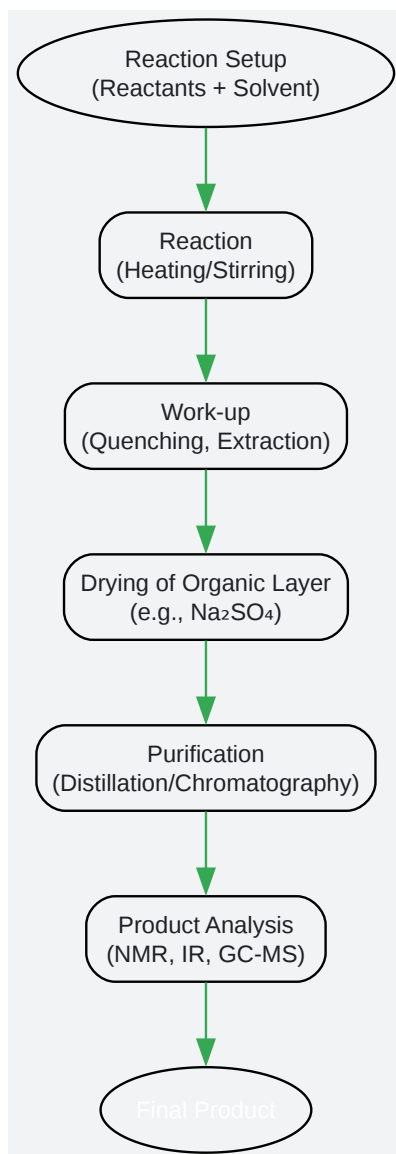 Reaction Setup
(Reactants + Solvent)
Reaction
(Heating/Stirring)
Work-up
(Quenching, Extraction)
Drying of Organic Layer
(e.g., Na₂SO₄)
Purification
(Distillation/Chromatography)
Product Analysis
(NMR, IR, GC-MS)
Final Product